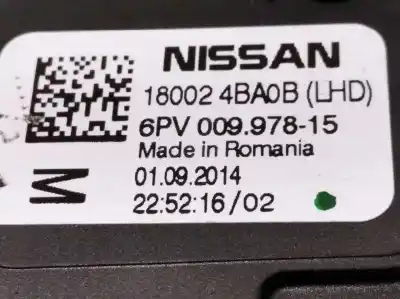 NISSAN
18002 4BA0B (LHD)
6PV 009.978-15
Made in Romania
01.09.2014
22:52:16/02
M